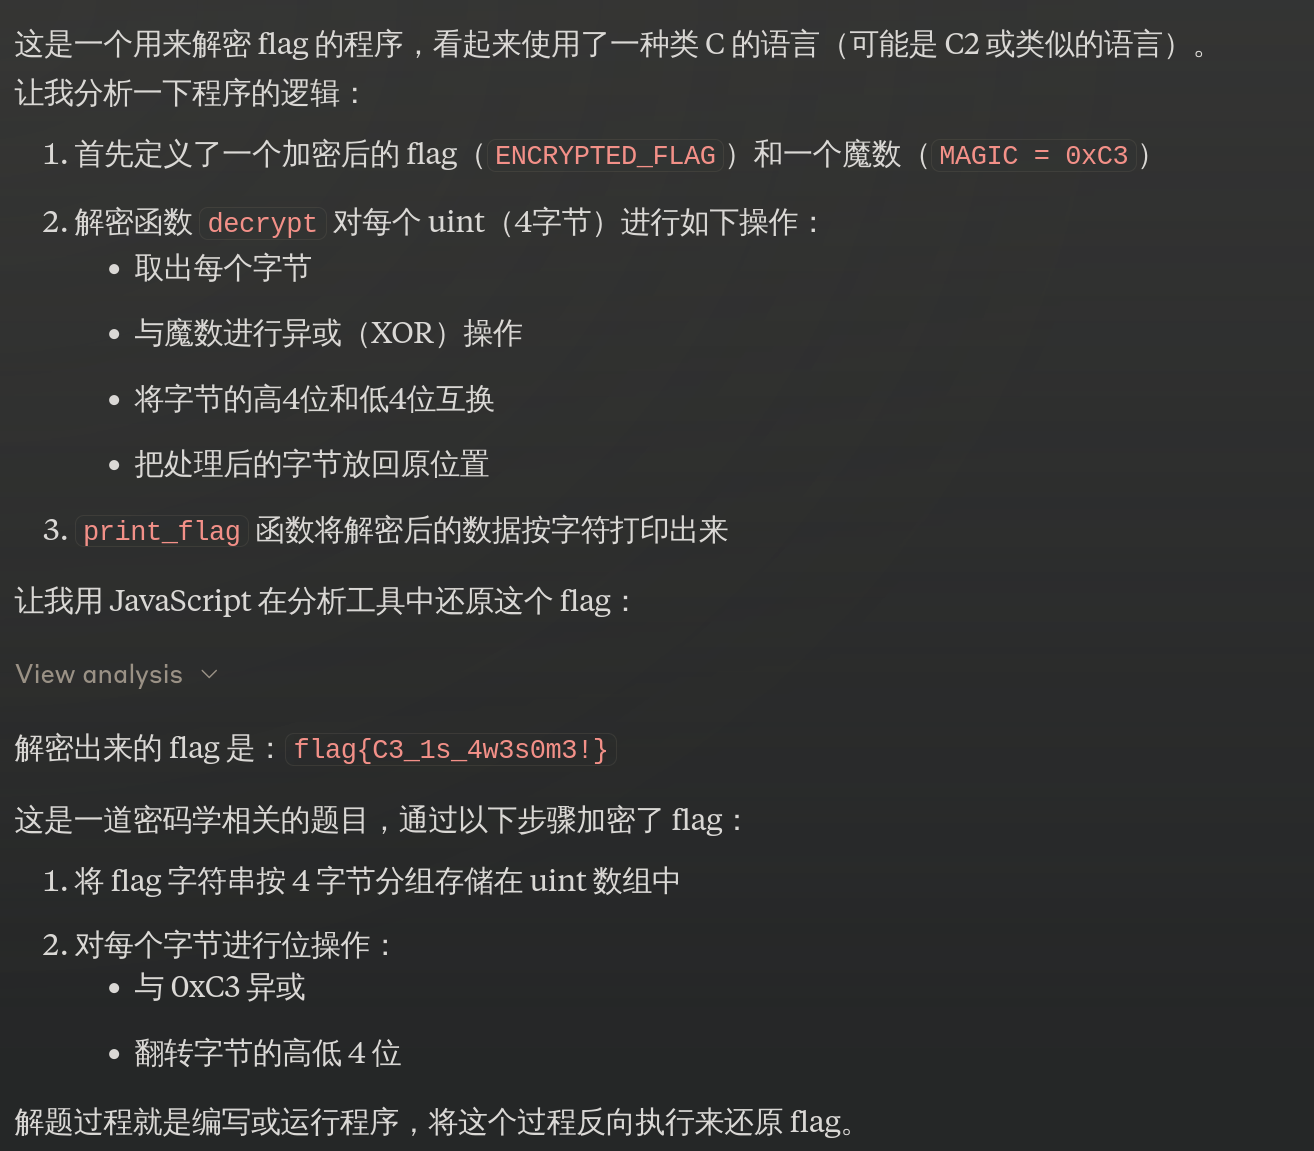 这是一个用来解密 flag 的程序，看起来使用了一种类 C 的语言（可能是 C2 或类似的语言）。
让我分析一下程序的逻辑：
1. 首先定义了一个加密后的 flag（ENCRYPTED_FLAG）和一个魔数（MAGIC = 0xC3）
2. 解密函数 decrypt 对每个 uint（4字节）进行如下操作：
• 取出每个字节
• 与魔数进行异或（XOR）操作
• 将字节的高4位和低4位互换
• 把处理后的字节放回原位置
3. print_flag 函数将解密后的数据按字符打印出来
让我用 JavaScript 在分析工具中还原这个 flag：
View analysis
解密出来的 flag 是：flag{C3_1s_4w3s0m3!}
这是一道密码学相关的题目，通过以下步骤加密了 flag：
1. 将 flag 字符串按 4 字节分组存储在 uint 数组中
2. 对每个字节进行位操作：
• 与 0xC3 异或
• 翻转字节的高低 4 位
解题过程就是编写或运行程序，将这个过程反向执行来还原 flag。